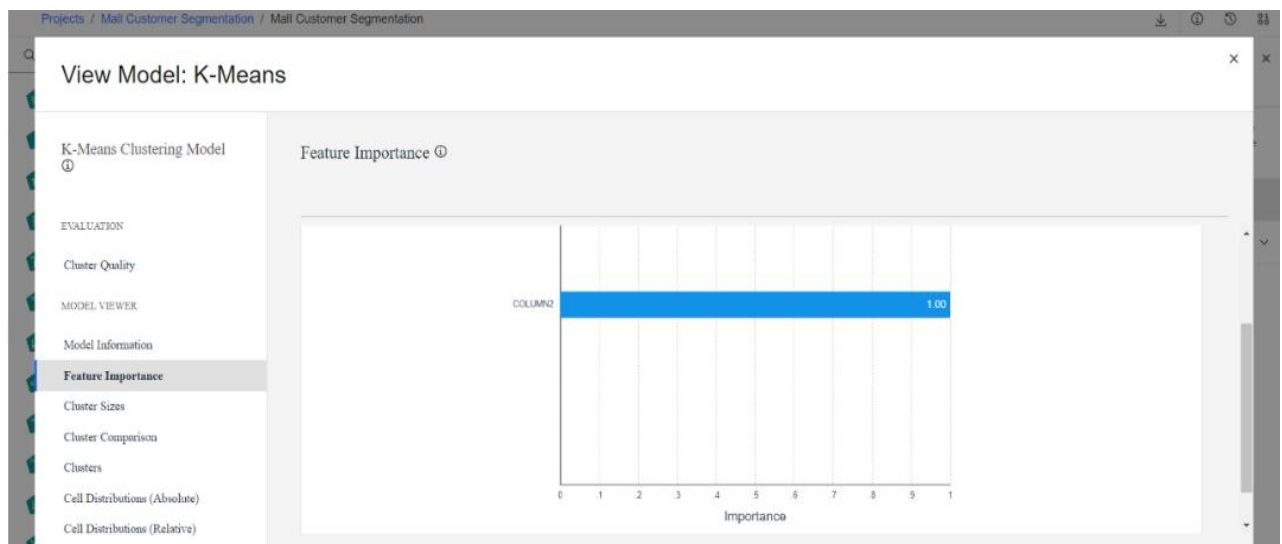 Projects / Mall Customer Segmentation / Mall Customer Segmentation
View Model: K-Means
K-Means Clustering Model
EVALUATION
Cluster Quality
MODEL VIEWER
Model Information
Feature Importance
Cluster Sizes
Cluster Comparison
Clusters
Cell Distributions (Absolute)
Cell Distributions (Relative)
Feature Importance
COLUMN2
1.00
0 .1 .2 .3 .4 .5 .6 .7 .8 .9 1
Importance